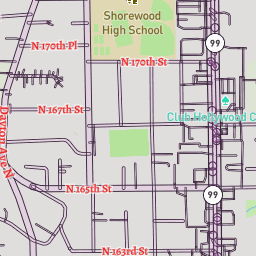 Shorewood
High School
N 170th Pl
N 170th St
99
N 167th St
Club Hollywood C
Dayton Ave N
N 165th St
99
N 163rd St